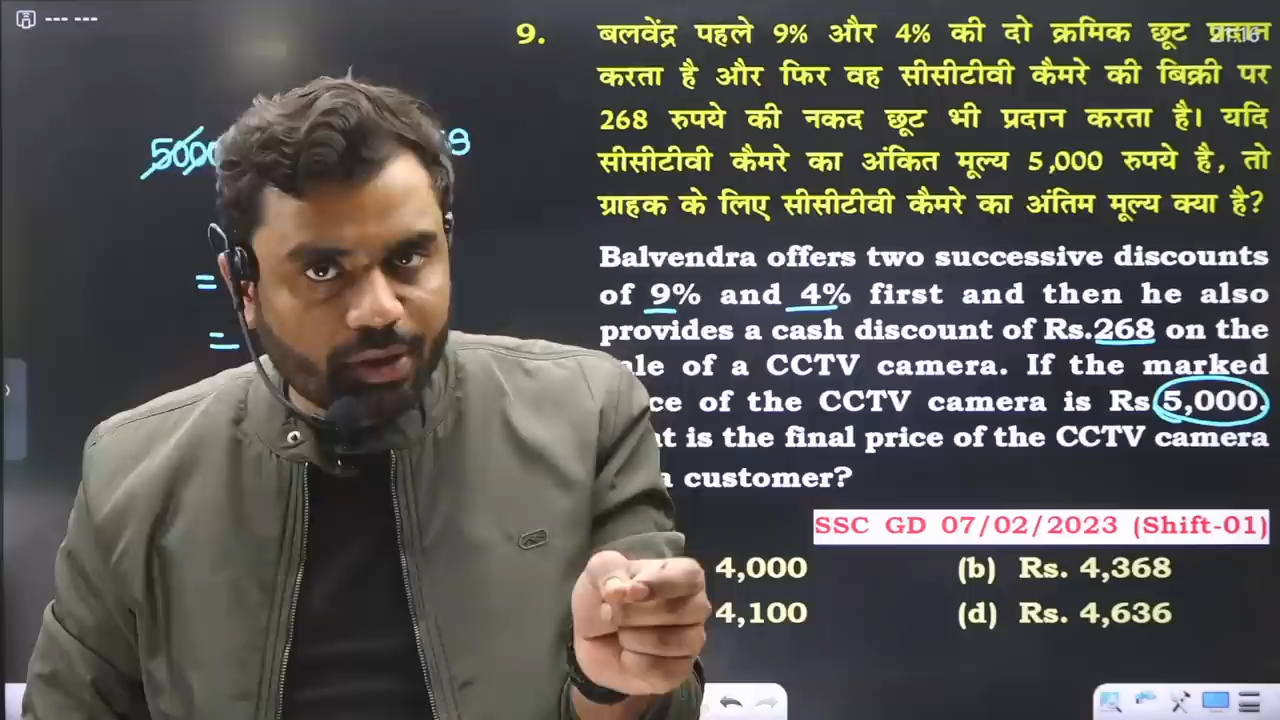 9. बलवेंद्र पहले 9% और 4% की दो क्रमिक छूट प्रदान
करता है और फिर वह सीसीटीवी कैमरे की बिक्री पर
268 रुपये की नकद छूट भी प्रदान करता है। यदि
सीसीटीवी कैमरे का अंकित मूल्य 5,000 रुपये है, तो
ग्राहक के लिए सीसीटीवी कैमरे का अंतिम मूल्य क्या है?
Balvendra offers two successive discounts
of 9% and 4% first and then he also
provides a cash discount of Rs.268 on the
of a CCTV camera. If the marked
of the CCTV camera is Rs 5,000.
is the final price of the CCTV camera
customer?
SSC GD 07/02/2023 (Shift-01)
4,000 (b) Rs. 4,368
4,100 (d) Rs. 4,636
=
=